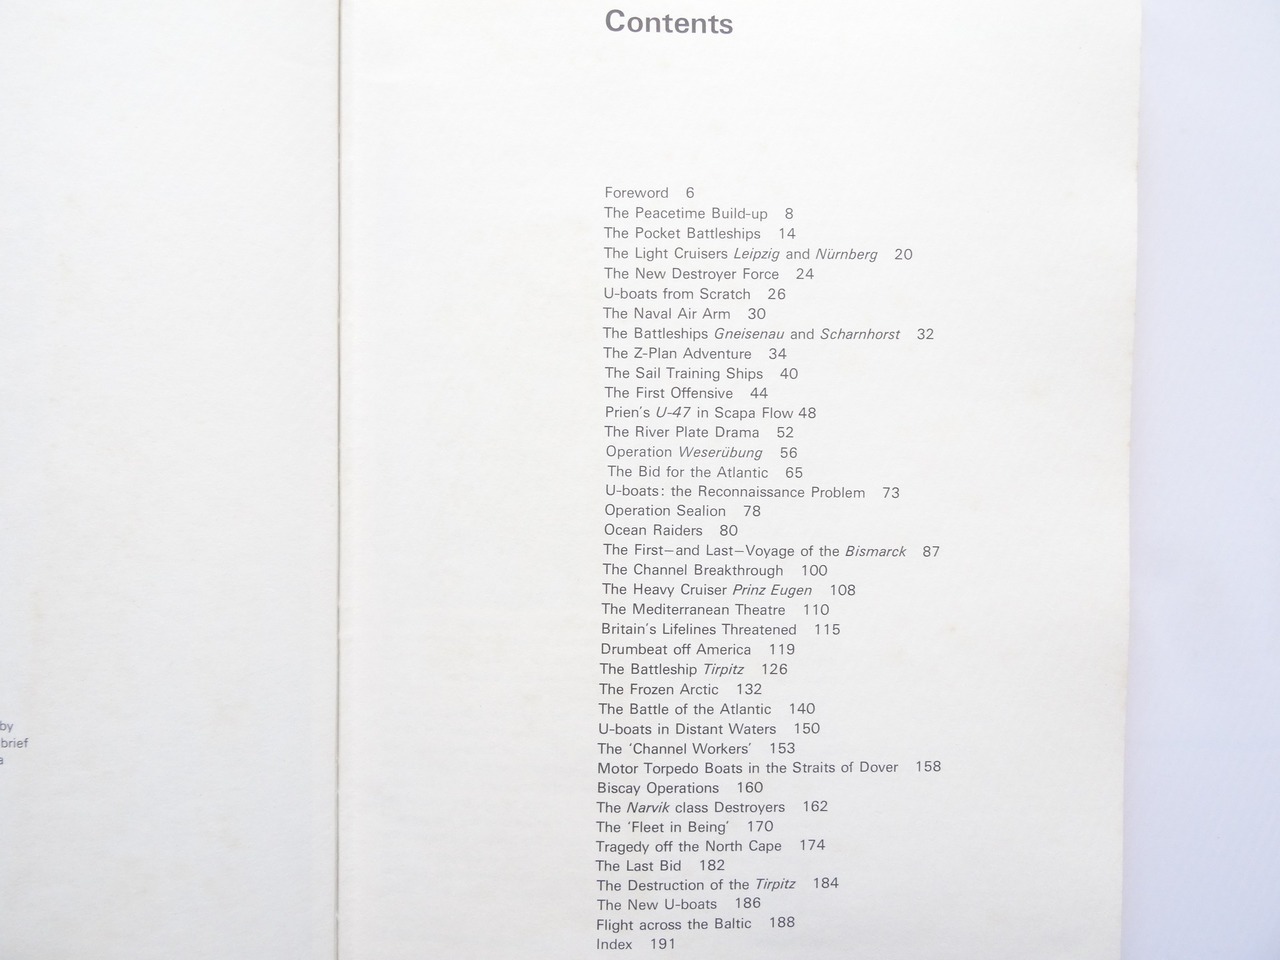 Contents
Foreword 6
The Peacetime Build-up 8
The Pocket Battleships 14
The Light Cruisers Leipzig and Nürnberg 20
The New Destroyer Force 24
U-boats from Scratch 26
The Naval Air Arm 30
The Battleships Gneisenau and Scharnhorst 32
The Z-Plan Adventure 34
The Sail Training Ships 40
The First Offensive 44
Prien's U-47 in Scapa Flow 48
The River Plate Drama 52
Operation Weserübung 56
The Bid for the Atlantic 65
U-boats: the Reconnaissance Problem 73
Operation Sealion 78
Ocean Raiders 80
The First—and Last—Voyage of the Bismarck 87
The Channel Breakthrough 100
The Heavy Cruiser Prinz Eugen 108
The Mediterranean Theatre 110
Britain's Lifelines Threatened 115
Drumbeat off America 119
The Battleship Tirpitz 126
The Frozen Arctic 132
The Battle of the Atlantic 140
U-boats in Distant Waters 150
The 'Channel Workers' 153
Motor Torpedo Boats in the Straits of Dover 158
Biscay Operations 160
The Narvik class Destroyers 162
The 'Fleet in Being' 170
Tragedy off the North Cape 174
The Last Bid 182
The Destruction of the Tirpitz 184
The New U-boats 186
Flight across the Baltic 188
Index 191
by
brief